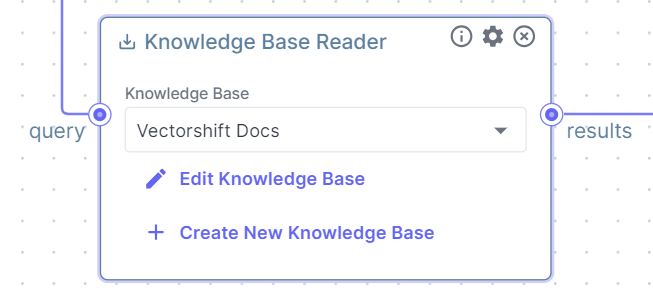 Knowledge Base Reader
Knowledge Base
query
Vectorshift Docs
results
Edit Knowledge Base
Create New Knowledge Base